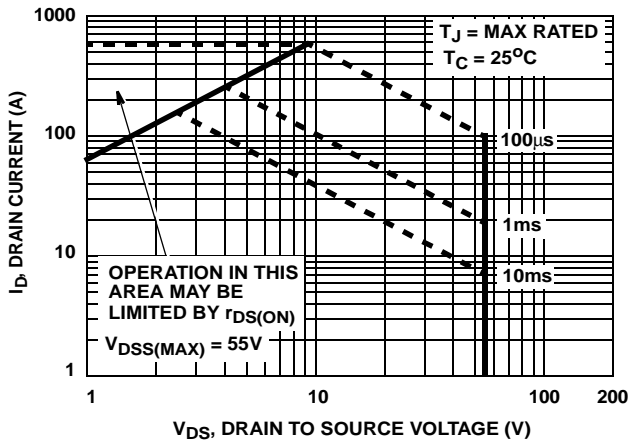 1000
100
10
1
I_D, DRAIN CURRENT (A)
T_J = MAX RATED
T_C = 25°C
100µs
1ms
10ms
OPERATION IN THIS
AREA MAY BE
LIMITED BY r_DS(ON)
V_DSS(MAX) = 55V
1
10
100
200
V_DS, DRAIN TO SOURCE VOLTAGE (V)